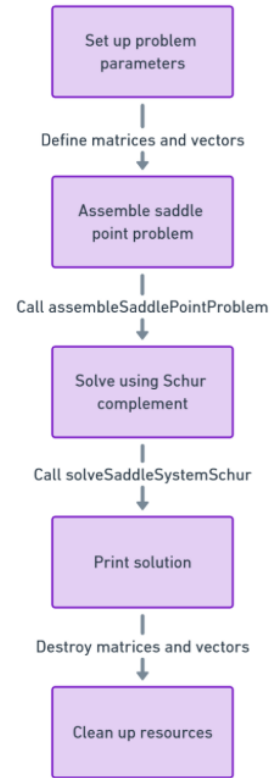 Set up problem
parameters
Define matrices and vectors
Assemble saddle
point problem
Call assembleSaddlePointProblem
Solve using Schur
complement
Call solveSaddleSystemSchur
Print solution
Destroy matrices and vectors
Clean up resources